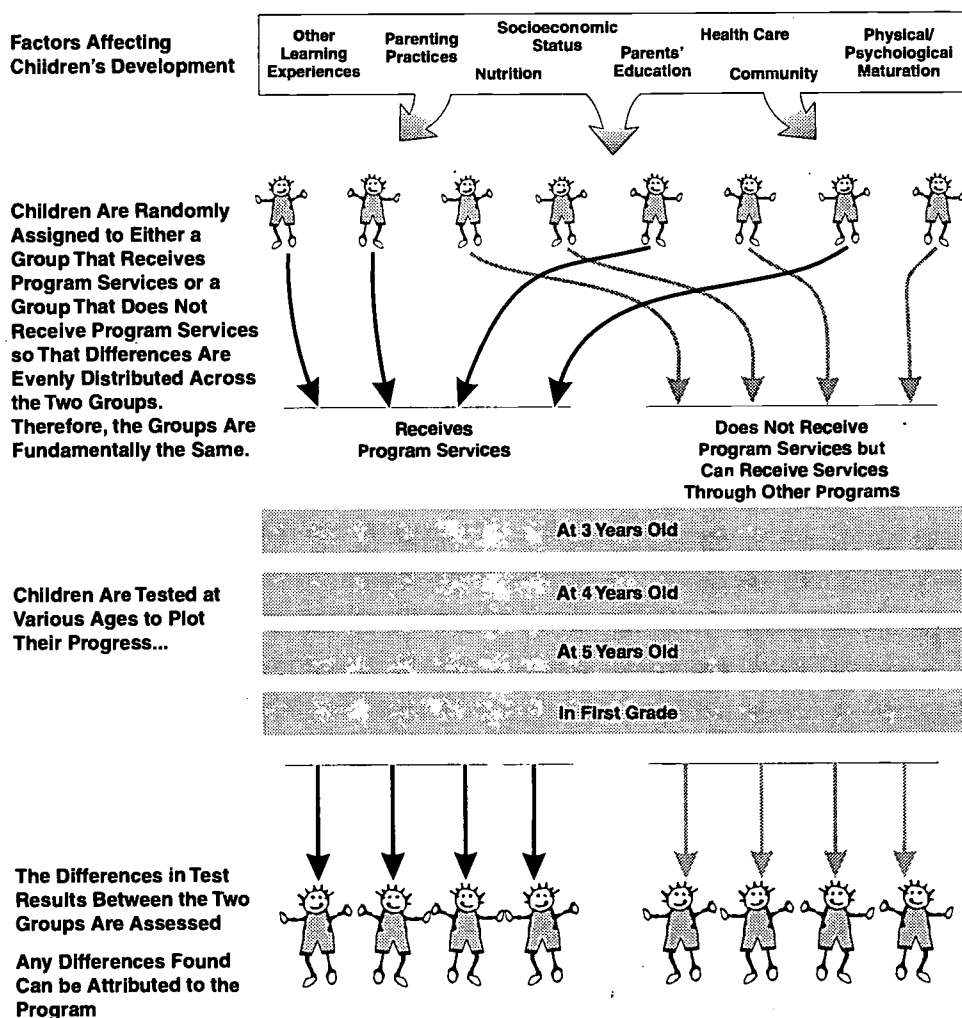 Factors Affecting
Children's Development
Other
Learning
Experiences
Parenting
Practices
Nutrition
Socioeconomic
Status
Parents'
Education
Health Care
Community
Physical/
Psychological
Maturation
Children Are Randomly
Assigned to Either a
Group That Receives
Program Services or a
Group That Does Not
Receive Program Services
so That Differences Are
Evenly Distributed Across
the Two Groups.
Therefore, the Groups Are
Fundamentally the Same.
Receives
Program Services
Does Not Receive
Program Services but
Can Receive Services
Through Other Programs
At 3 Years Old
Children Are Tested at
Various Ages to Plot
Their Progress...
At 4 Years Old
At 5 Years Old
In First Grade
The Differences in Test
Results Between the Two
Groups Are Assessed
Any Differences Found
Can be Attributed to the
Program